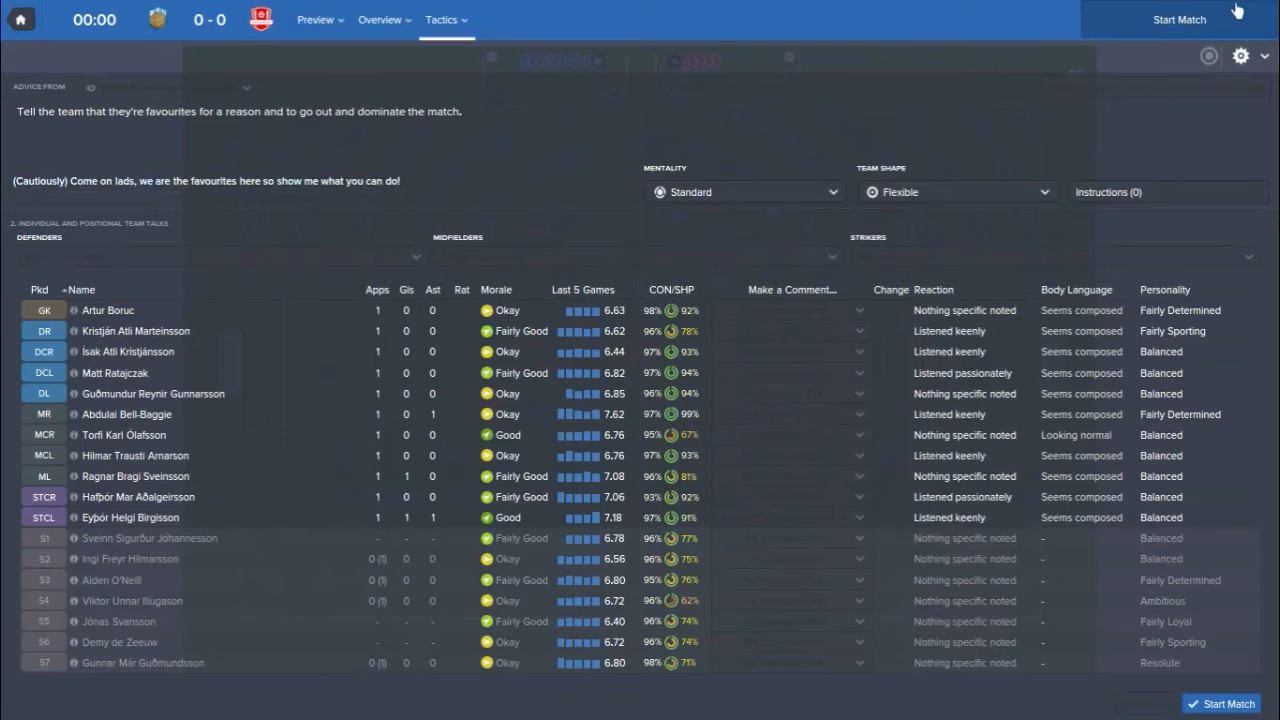 00:00 0 - 0 Preview Overview Tactics Start Match
ADVICE FROM
Tell the team that they're favourites for a reason and to go out and dominate the match.
MENTALITY TEAM SHAPE
(Cautiously) Come on lads, we are the favourites here so show me what you can do! Standard Flexible Instructions (0)
2. INDIVIDUAL AND POSITIONAL TEAM TALKS
DEFENDERS MIDFIELDERS STRIKERS
Pkd Name Apps Gls Ast Rat Morale Last 5 Games CON/SHP Make a Comment... Change Reaction Body Language Personality
GK Artur Boruc 1 0 0 Okay 6.63 98% 92% Nothing specific noted Seems composed Fairly Determined
DR Kristján Atli Marteinsson 1 0 0 Fairly Good 6.62 96% 78% Listened keenly Seems composed Fairly Sporting
DCR Ísak Atli Kristjánsson 1 0 0 Okay 6.44 97% 93% Listened keenly Seems composed Balanced
DCL Matt Ratajczak 1 0 0 Fairly Good 6.82 97% 94% Listened passionately Seems composed Balanced
DL Guðmundur Reynir Gunnarsson 1 0 0 Okay 6.85 96% 94% Nothing specific noted Seems composed Balanced
MR Abdulai Bell-Baggie 1 0 1 Okay 7.62 97% 99% Listened keenly Seems composed Fairly Determined
MCR Torfi Karl Ólafsson 1 0 0 Good 6.76 95% 67% Nothing specific noted Looking normal Balanced
MCL Hilmar Trausti Arnarson 1 0 0 Okay 6.76 97% 93% Listened keenly Seems composed Balanced
ML Ragnar Bragi Sveinsson 1 1 0 Fairly Good 7.08 96% 81% Nothing specific noted Seems composed Balanced
STCR Hafþór Mar Aðalgeirsson 1 0 0 Fairly Good 7.06 93% 92% Listened passionately Seems composed Balanced
STCL Eyþór Helgi Birgisson 1 1 1 Good 7.18 97% 91% Listened keenly Seems composed Balanced
S1 Sveinn Sigurður Jóhannesson - - - Fairly Good 6.78 96% 77% Nothing specific noted - Balanced
S2 Ingi Freyr Hilmarsson 0 (1) 0 0 Okay 6.56 96% 75% Nothing specific noted - Balanced
S3 Aiden O'Neill 0 (1) 0 0 Fairly Good 6.80 95% 76% Nothing specific noted - Fairly Determined
S4 Viktor Unnar Illugason 0 (1) 0 0 Okay 6.72 96% 62% Nothing specific noted - Ambitious
S5 Jónas Svansson - - - Fairly Good 6.40 96% 74% Nothing specific noted - Fairly Loyal
S6 Demy de Zeeuw - - - Okay 6.72 96% 74% Nothing specific noted - Fairly Sporting
S7 Gunnar Már Guðmundsson 0 (1) 0 0 Okay 6.80 98% 71% Nothing specific noted - Resolute
Start Match